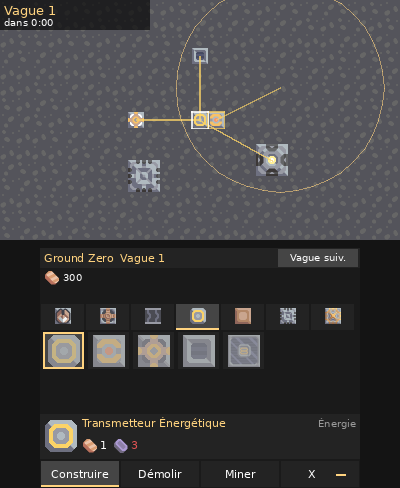 Vague 1
dans 0:00
Ground Zero Vague 1
Vague suiv.
300
Transmetteur Énergétique
Énergie
1
3
Construire
Démolir
Miner
X